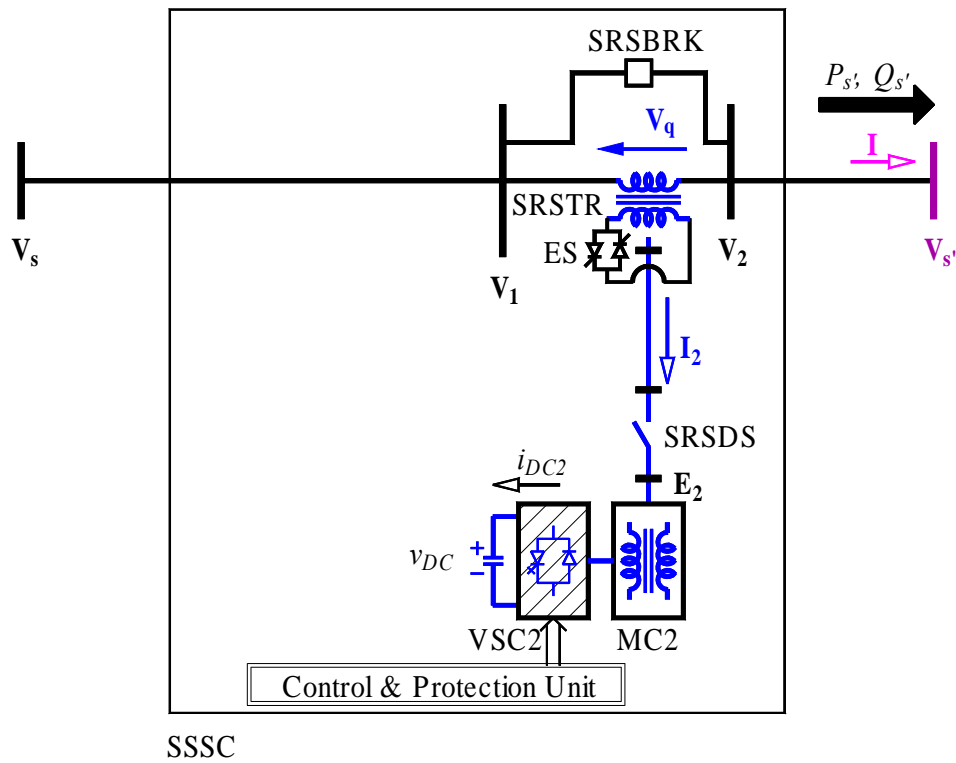 SRSBRK
Ps', Qs'
Vq
I
SRSTR
Vs
ES
V1
V2
Vs'
I2
SRSDS
iDC2
E2
+
vDC
−
VSC2
MC2
Control & Protection Unit
SSSC